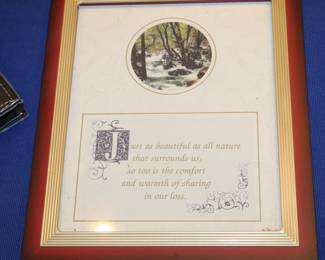 Just as beautiful as all nature
that surrounds us,
so too is the comfort
and warmth of sharing
in our loss.